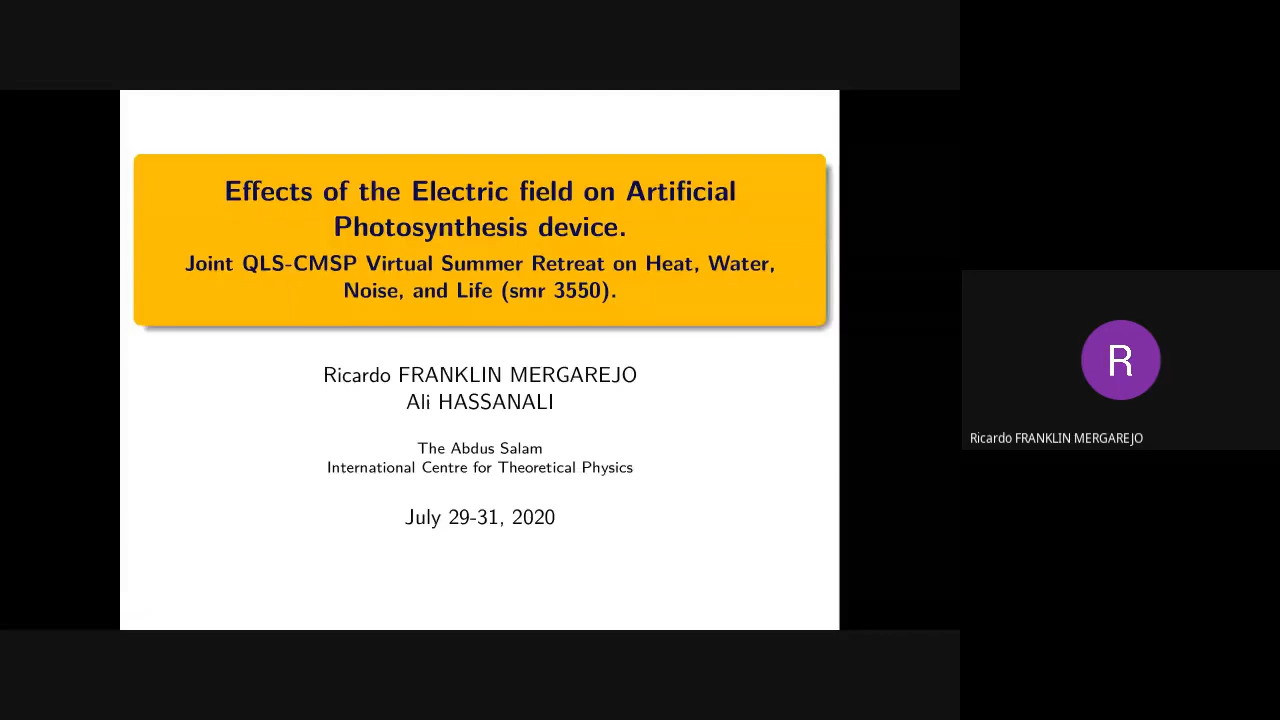 Effects of the Electric field on Artificial
Photosynthesis device.
Joint QLS-CMSP Virtual Summer Retreat on Heat, Water,
Noise, and Life (smr 3550).
Ricardo FRANKLIN MERGAREJO
Ali HASSANALI
The Abdus Salam
International Centre for Theoretical Physics
July 29-31, 2020
R
Ricardo FRANKLIN MERGAREJO